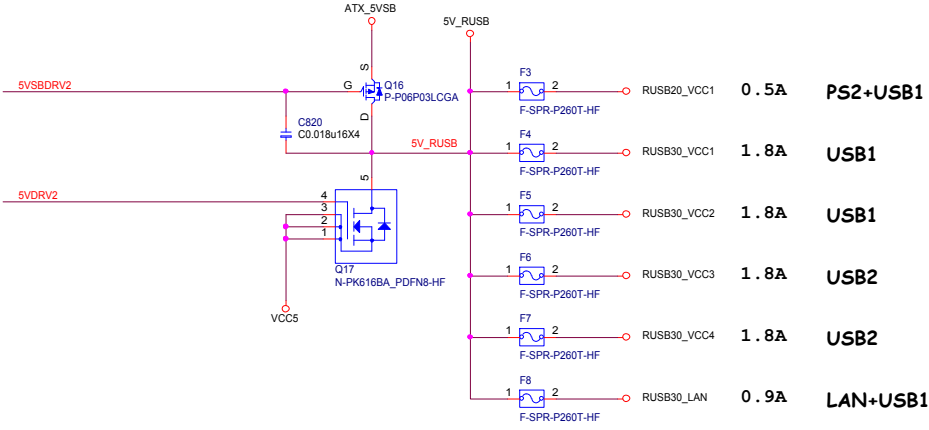 ATX_5VSB
5V_RUSB
S
F3
5VSBDRV2
G
Q16
1
2
RUSB20_VCC1
0.5A
PS2+USB1
P-P06P03LCGA
F-SPR-P260T-HF
D
C820
C0.018u16X4
F4
5V_RUSB
1
2
RUSB30_VCC1
1.8A
USB1
F-SPR-P260T-HF
5
5VDRV2
4
3
2
1
F5
1
2
RUSB30_VCC2
1.8A
USB1
F-SPR-P260T-HF
Q17
N-PK616BA_PDFN8-HF
F6
1
2
RUSB30_VCC3
1.8A
USB2
F-SPR-P260T-HF
VCC5
F7
1
2
RUSB30_VCC4
1.8A
USB2
F-SPR-P260T-HF
F8
1
2
RUSB30_LAN
0.9A
LAN+USB1
F-SPR-P260T-HF